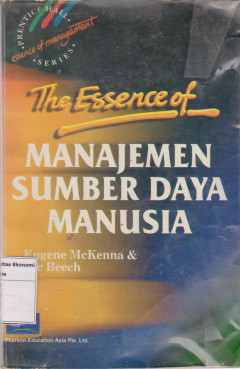 PRENTICE HALL
essence of management
SERIES
The Essence of
MANAJEMEN
SUMBER DAYA
MANUSIA
Eugene McKenna &
Beech
Ekonomi
Pearson Education Asia Pte. Ltd.